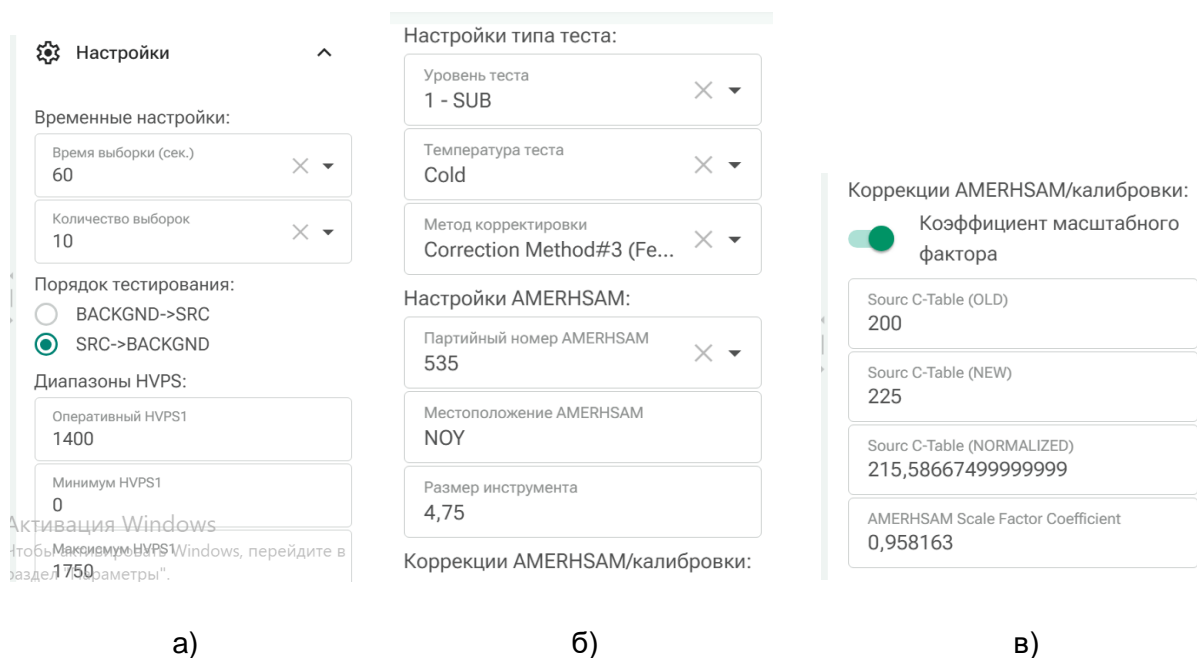 Настройки
Временные настройки:
Время выборки (сек.)
60
Количество выборок
10
Порядок тестирования:
BACKGND->SRC
SRC->BACKGND
Диапазоны HVPS:
Оперативный HVPS1
1400
Минимум HVPS1
0
Активация Windows
Чтобы активировать Windows, перейдите в
раздел "Параметры".
Максисмум HVPS1
1750
а)
Настройки типа теста:
Уровень теста
1 - SUB
Температура теста
Cold
Метод корректировки
Correction Method#3 (Fe...
Настройки AMERHSAM:
Партийный номер AMERHSAM
535
Местоположение AMERHSAM
NOY
Размер инструмента
4,75
Коррекции AMERHSAM/калибровки:
б)
Коррекции AMERHSAM/калибровки:
Коэффициент масштабного
фактора
Sourc C-Table (OLD)
200
Sourc C-Table (NEW)
225
Sourc C-Table (NORMALIZED)
215,58667499999999
AMERHSAM Scale Factor Coefficient
0,958163
в)